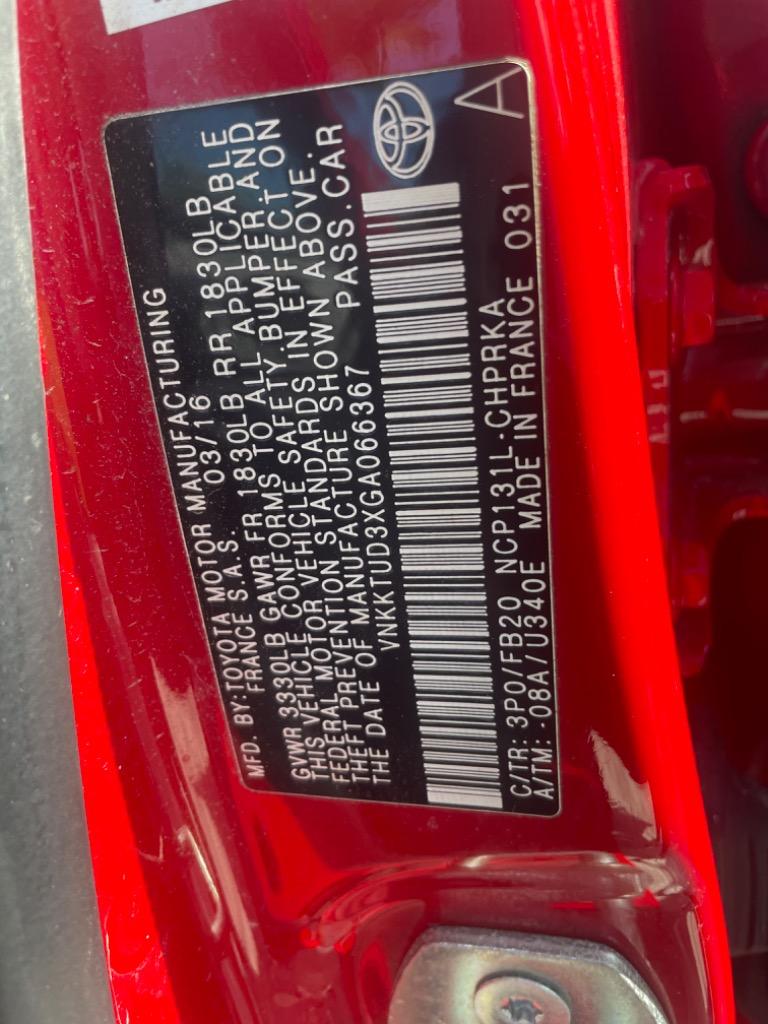 MFD. BY:TOYOTA MOTOR MANUFACTURING
FRANCE S.A.S. 03/16
GVWR 3330LB GAWR FR 1830LB RR 1830LB
THIS VEHICLE CONFORMS TO ALL APPLICABLE
FEDERAL MOTOR VEHICLE SAFETY,BUMPER,AND
THEFT PREVENTION STANDARDS IN EFFECT ON
THE DATE OF MANUFACTURE SHOWN ABOVE.
VNKKTUD3XGA066367 PASS.CAR
C/TR: 3P0/FB20 NCP131L-CHPRKA
A/TM: -08A/U340E MADE IN FRANCE 031
A